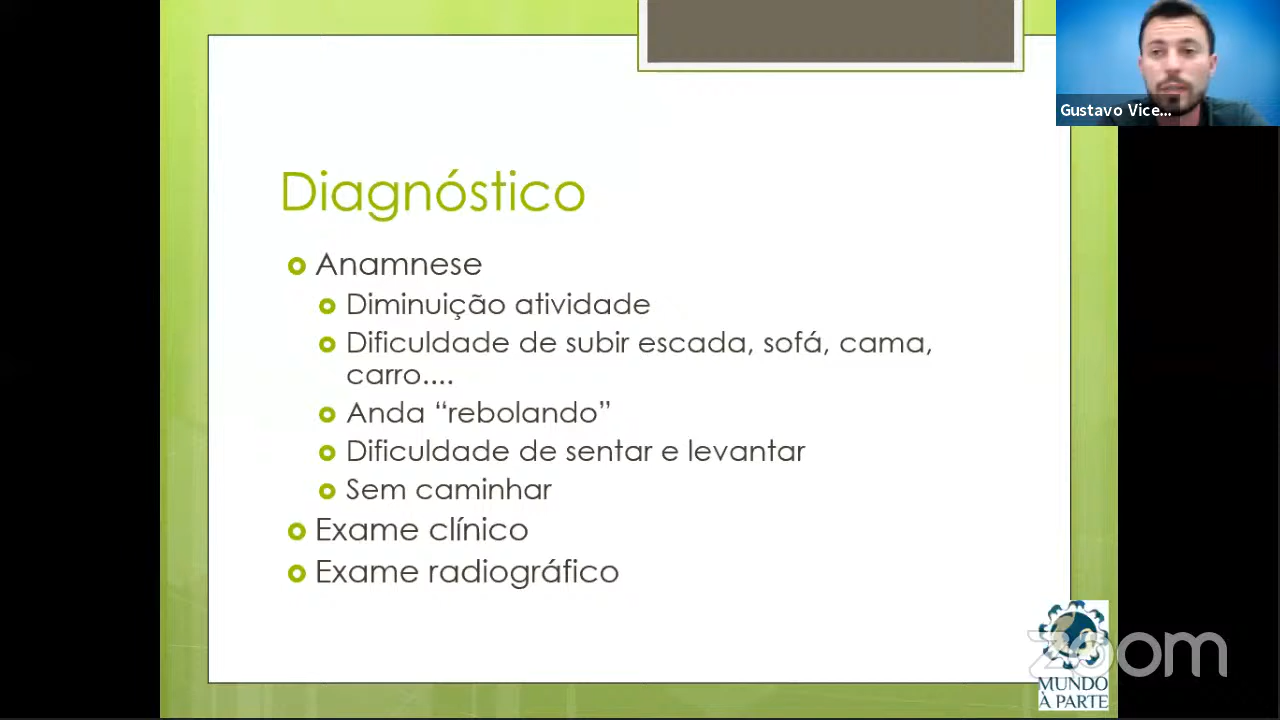 Gustavo Vice...
Diagnóstico
Anamnese
Diminuição atividade
Dificuldade de subir escada, sofá, cama,
carro....
Anda “rebolando”
Dificuldade de sentar e levantar
Sem caminhar
Exame clínico
Exame radiográfico
zoom
MUNDO
À PARTE